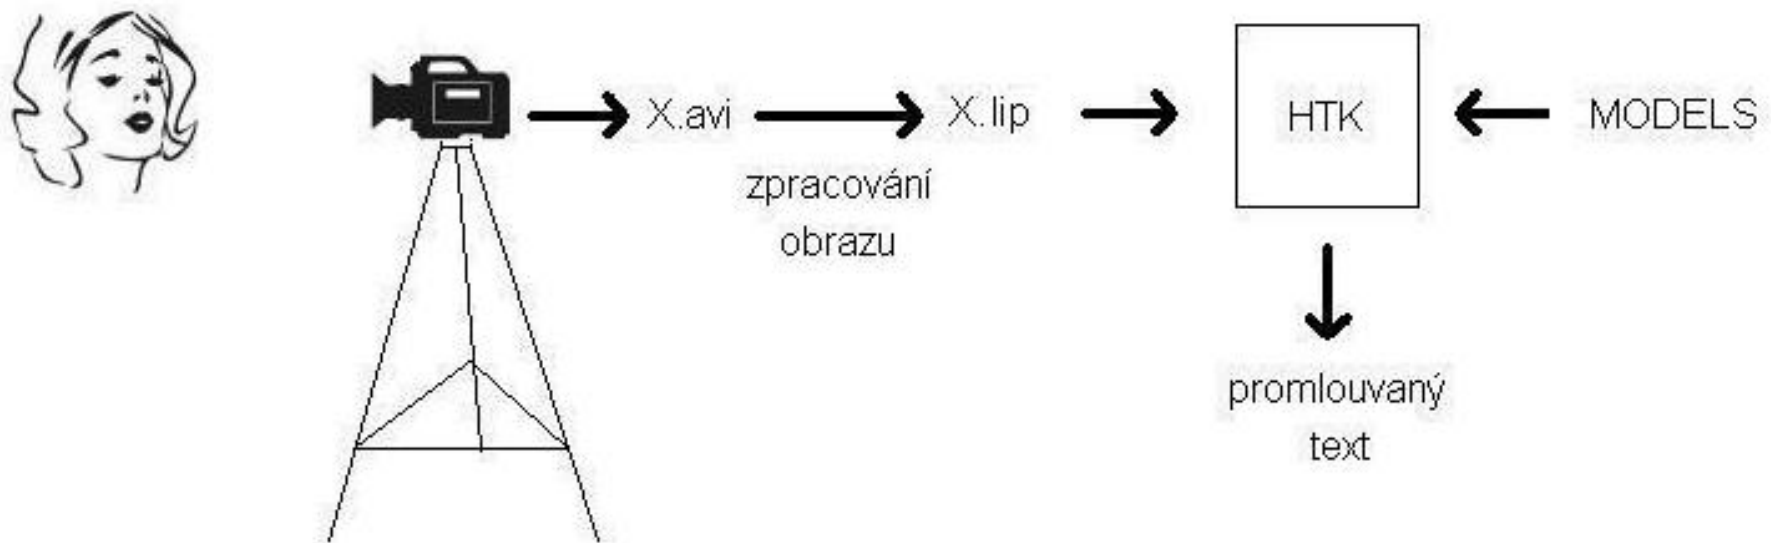 X.avi
X.lip
HTK
MODELS
zpracování
obrazu
promlouvaný
text